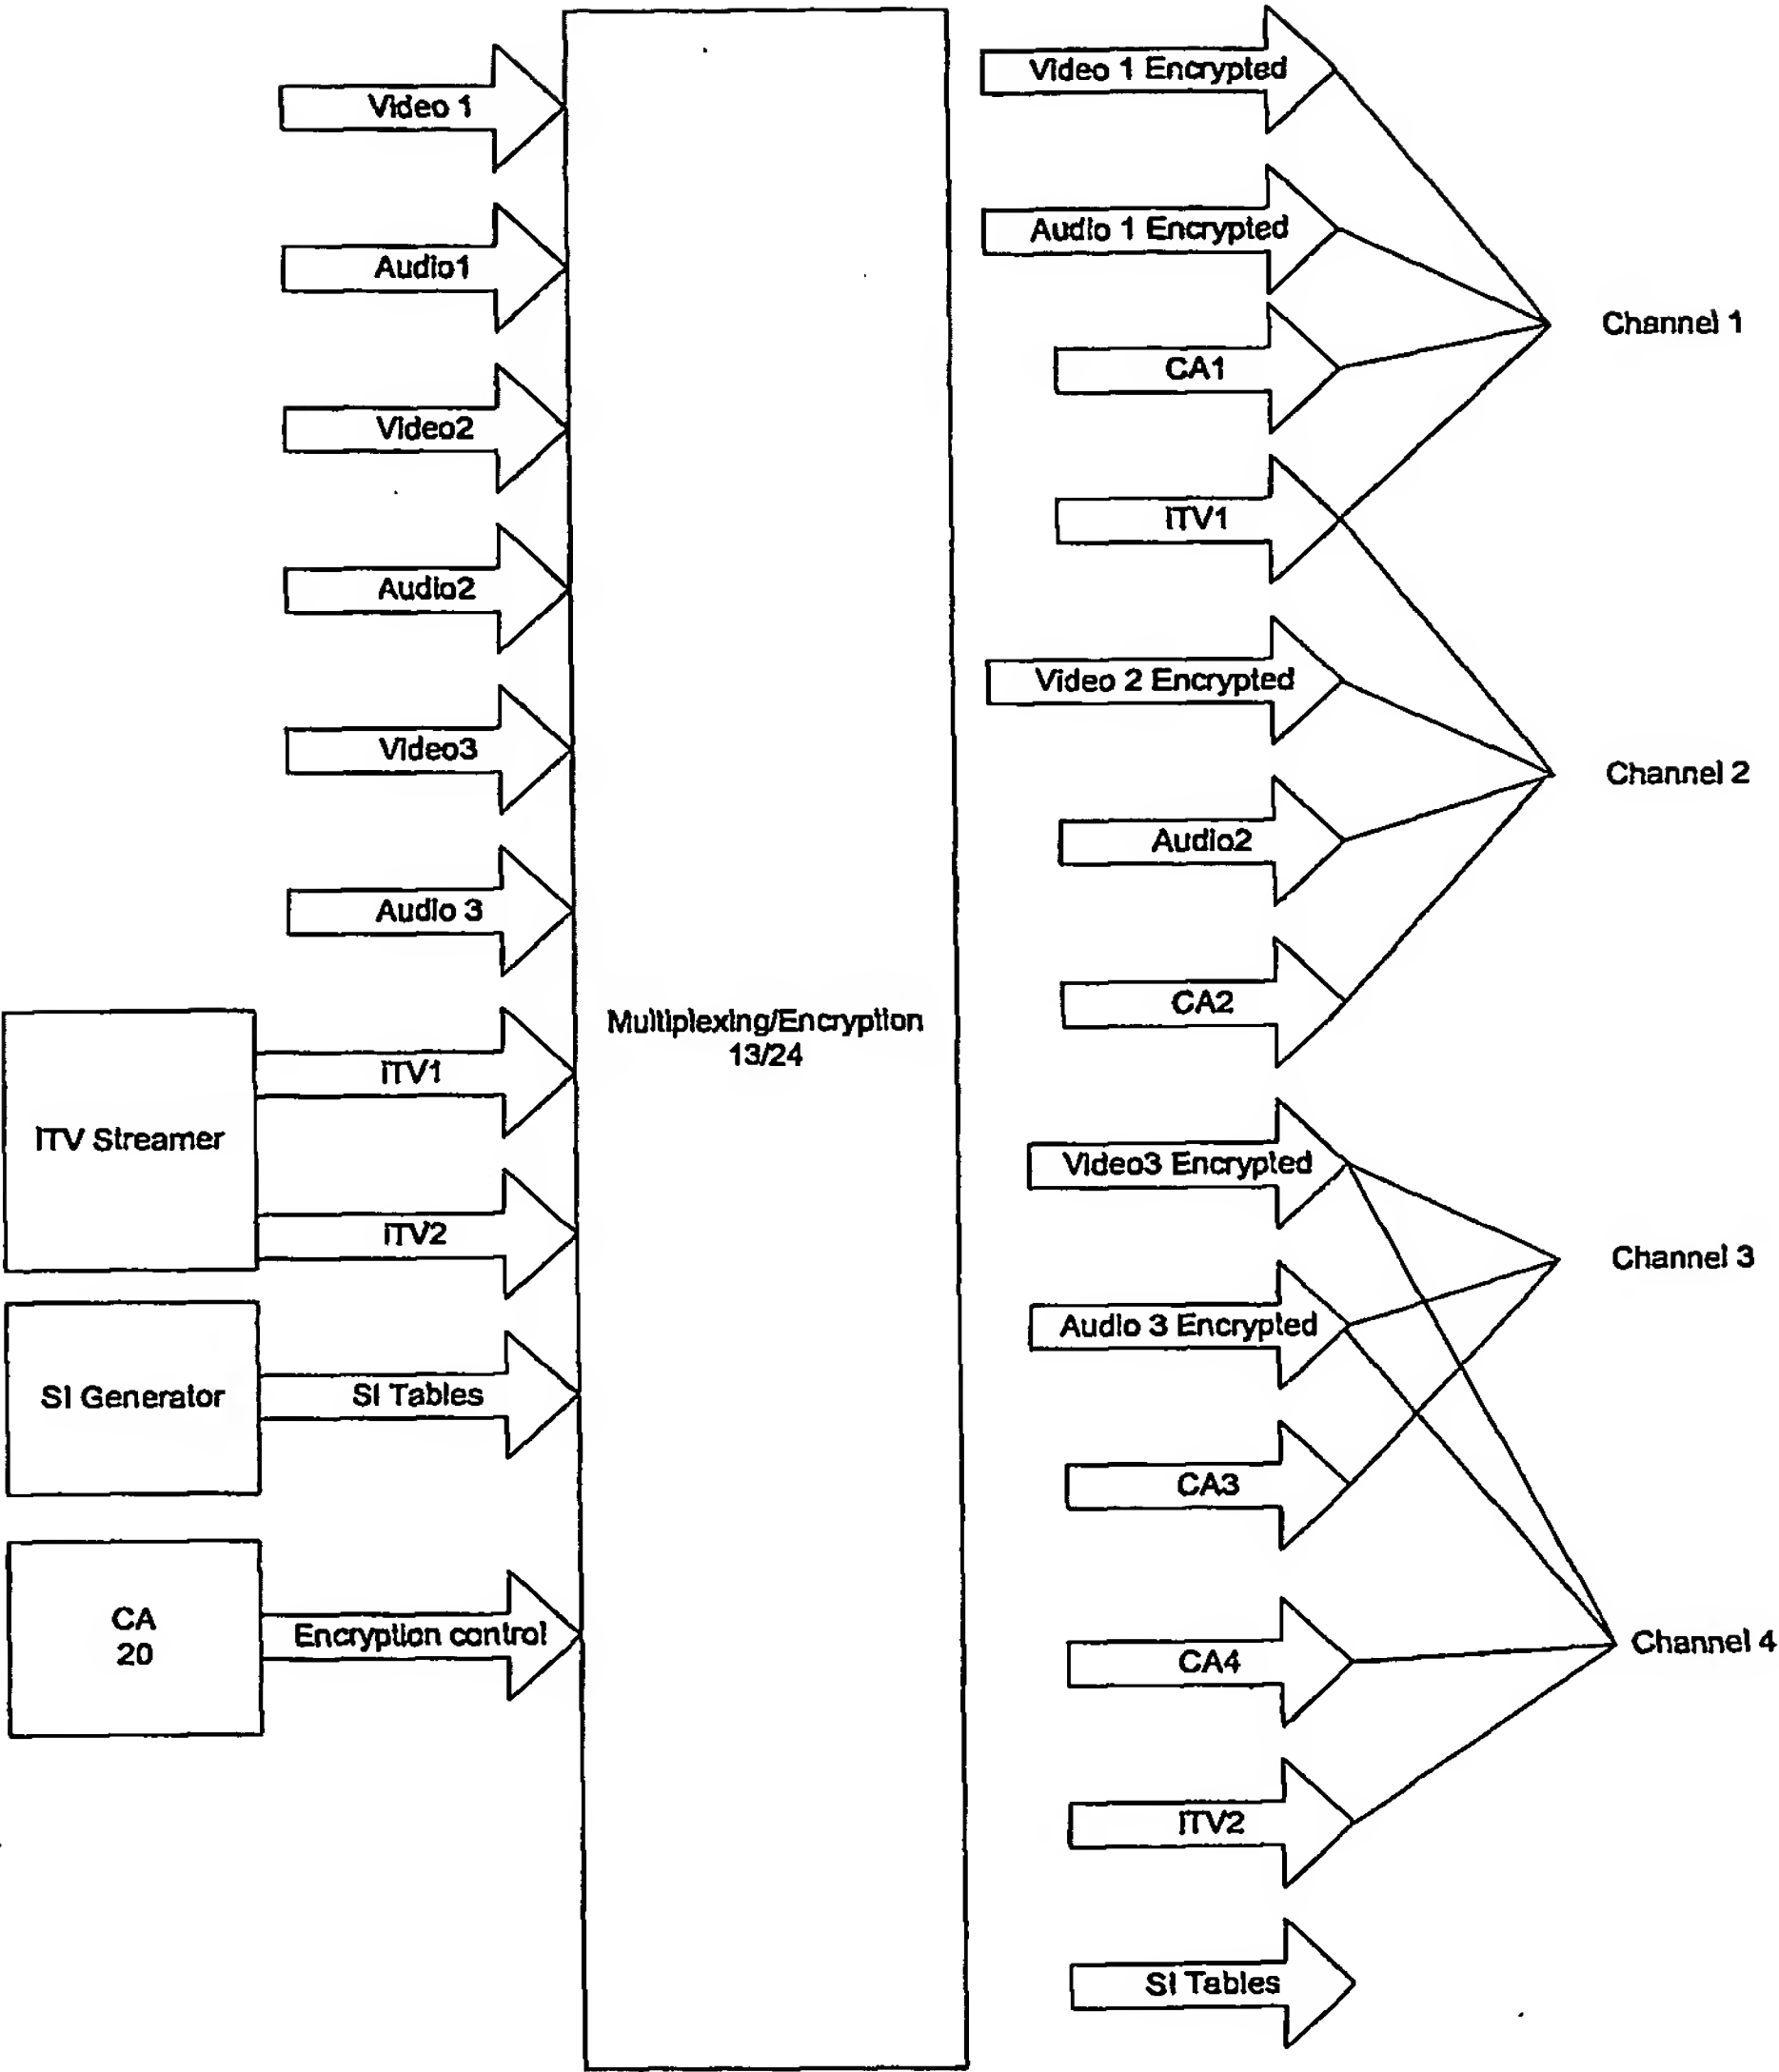 Video 1
Audio1
Video2
Audio2
Video3
Audio 3
ITV Streamer
ITV1
ITV2
SI Generator
SI Tables
CA
20
Encryption control
Multiplexing/Encryption
13/24
Video 1 Encrypted
Audio 1 Encrypted
CA1
ITV1
Channel 1
Video 2 Encrypted
Audio2
CA2
Channel 2
Video3 Encrypted
Audio 3 Encrypted
CA3
Channel 3
CA4
ITV2
Channel 4
SI Tables